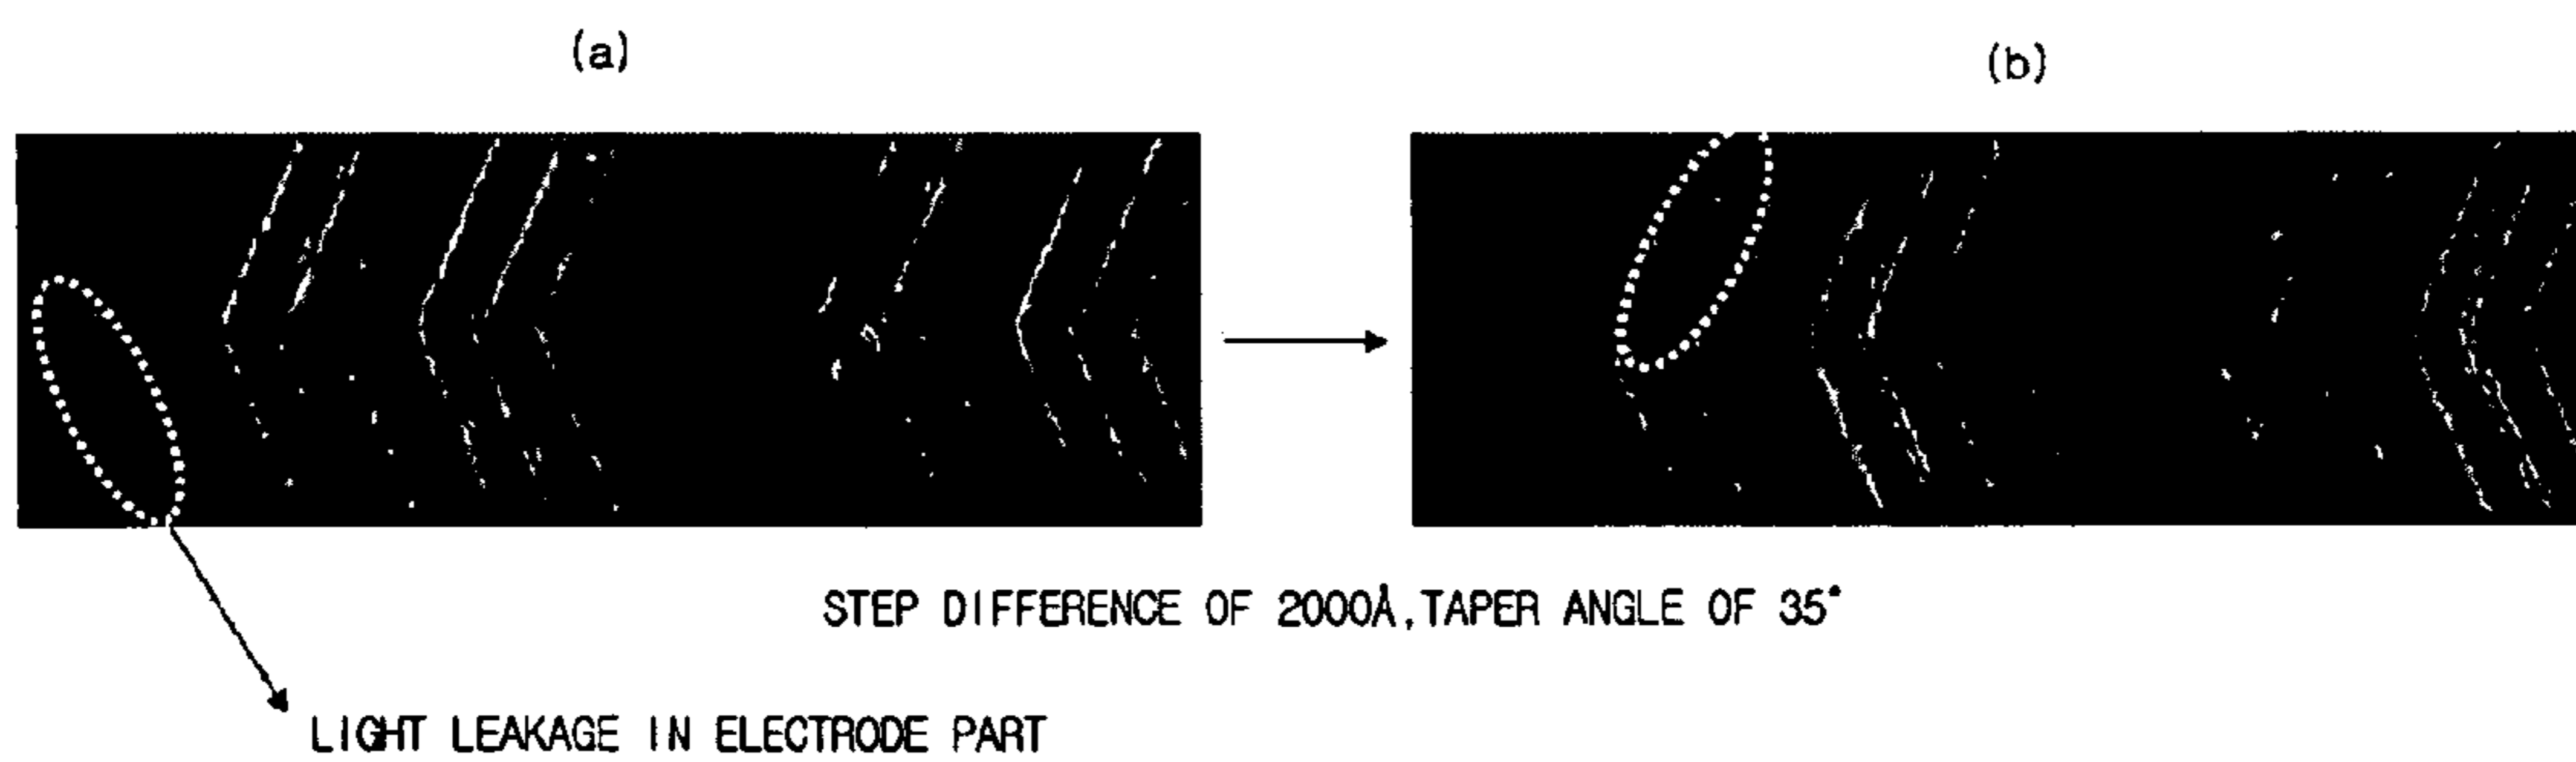 (a)
(b)
STEP DIFFERENCE OF 2000Å,TAPER ANGLE OF 35°
LIGHT LEAKAGE IN ELECTRODE PART